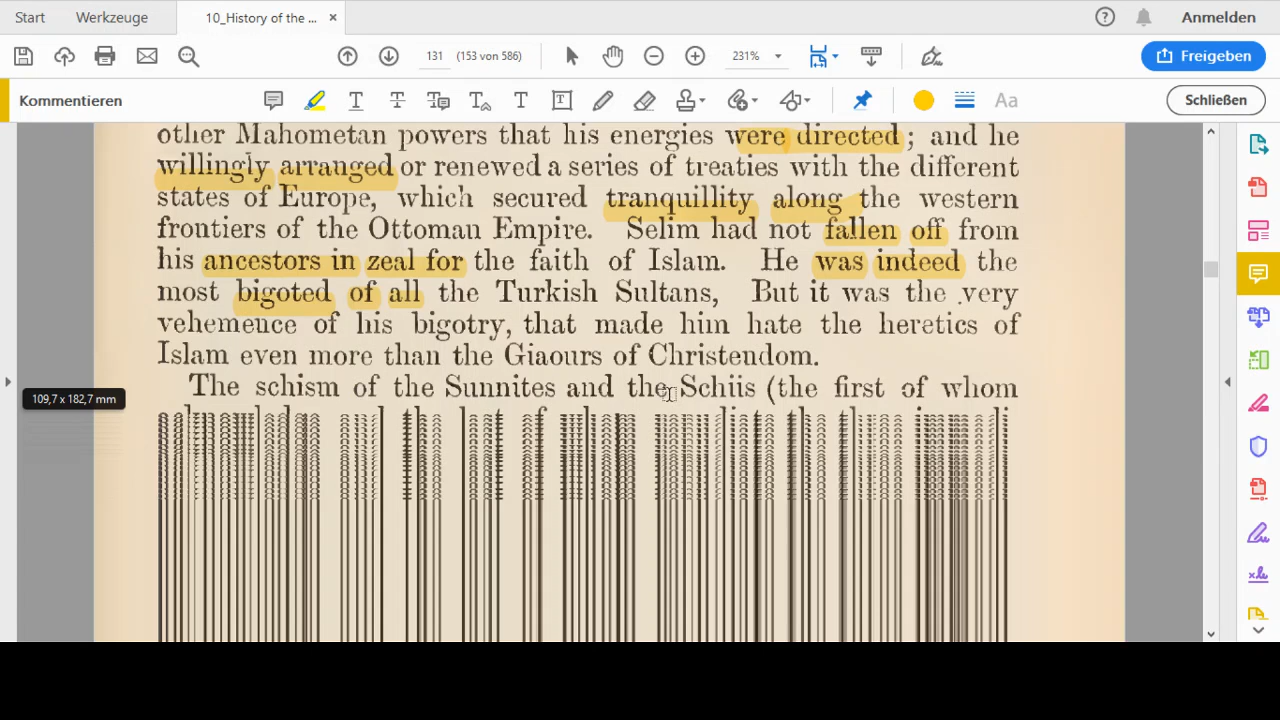 Start Werkzeuge 10_History of the ... × Anmelden
131 (153 von 586) 231% Freigeben
Kommentieren Aa Schließen
other Mahometan powers that his energies were directed ; and he
willingly arranged or renewed a series of treaties with the different
states of Europe, which secured tranquillity along the western
frontiers of the Ottoman Empire. Selim had not fallen off from
his ancestors in zeal for the faith of Islam. He was indeed the
most bigoted of all the Turkish Sultans, But it was the very
vehemence of his bigotry, that made him hate the heretics of
Islam even more than the Giaours of Christendom.
The schism of the Sunnites and the Schiis (the first of whom
109,7 x 182,7 mm